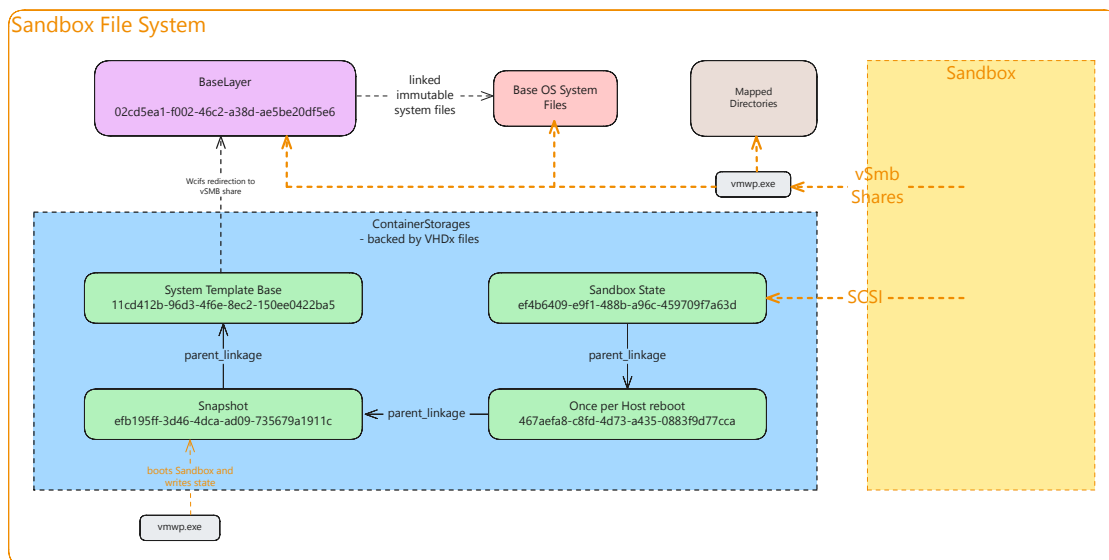 Sandbox File System
BaseLayer
02cd5ea1-f002-46c2-a38d-ae5be20df5e6
linked
immutable
system files
Base OS System
Files
Mapped
Directories
Sandbox
Wcifs redirection to
vSMB share
vmwp.exe
vSmb
Shares
ContainerStorages
- backed by VHDx files
System Template Base
11cd412b-96d3-4f6e-8ec2-150ee0422ba5
Sandbox State
ef4b6409-e9f1-488b-a96c-459709f7a63d
SCSI
parent_linkage
parent_linkage
Snapshot
efb195ff-3d46-4dca-ad09-735679a1911c
parent_linkage
Once per Host reboot
467aefa8-c8fd-4d73-a435-0883f9d77cca
boots Sandbox and
writes state
vmwp.exe